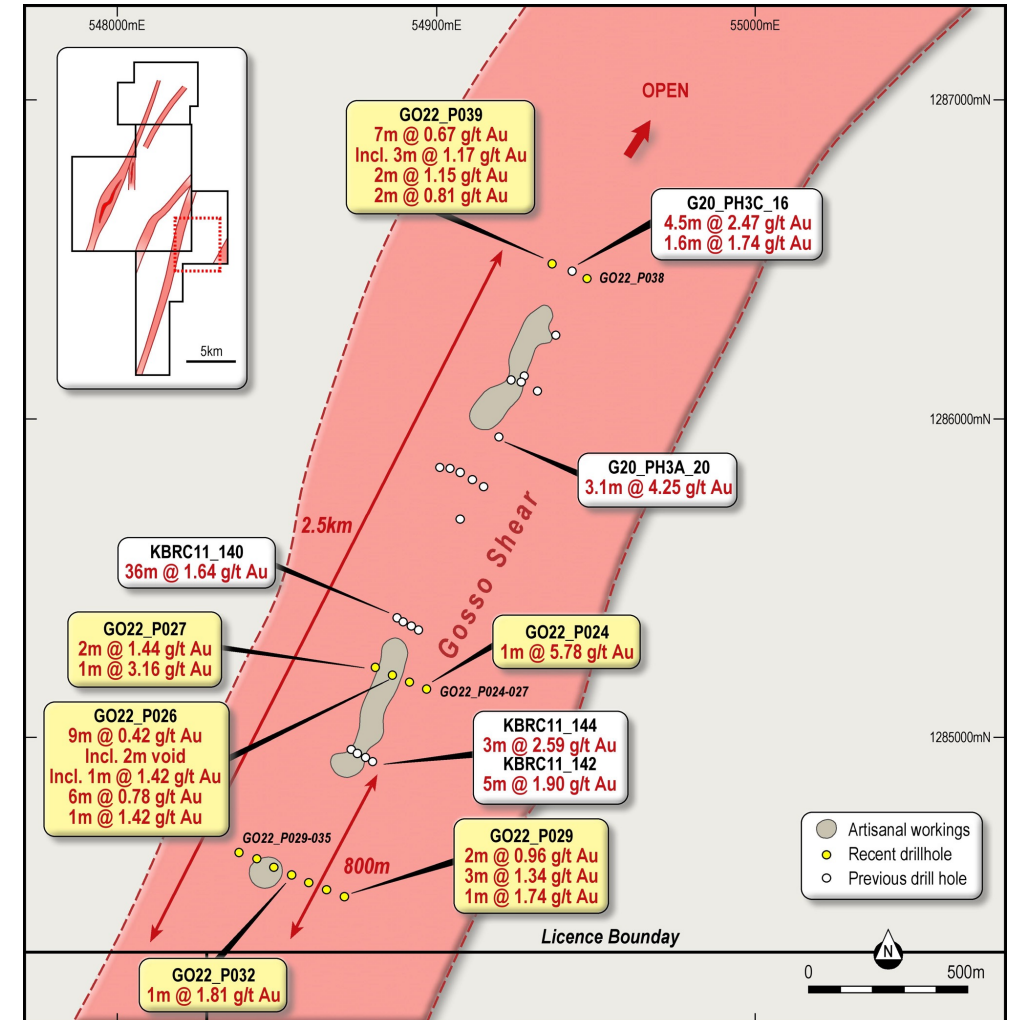 548000mE
54900mE
55000mE
1287000mN
1286000mN
1285000mN
5km
OPEN
GO22_P039
7m @ 0.67 g/t Au
Incl. 3m @ 1.17 g/t Au
2m @ 1.15 g/t Au
2m @ 0.81 g/t Au
G20_PH3C_16
4.5m @ 2.47 g/t Au
1.6m @ 1.74 g/t Au
GO22_P038
G20_PH3A_20
3.1m @ 4.25 g/t Au
2.5km
Gosso Shear
KBRC11_140
36m @ 1.64 g/t Au
GO22_P027
2m @ 1.44 g/t Au
1m @ 3.16 g/t Au
GO22_P024
1m @ 5.78 g/t Au
GO22_P024-027
GO22_P026
9m @ 0.42 g/t Au
Incl. 2m void
Incl. 1m @ 1.42 g/t Au
6m @ 0.78 g/t Au
1m @ 1.42 g/t Au
KBRC11_144
3m @ 2.59 g/t Au
KBRC11_142
5m @ 1.90 g/t Au
GO22_P029-035
800m
GO22_P029
2m @ 0.96 g/t Au
3m @ 1.34 g/t Au
1m @ 1.74 g/t Au
GO22_P032
1m @ 1.81 g/t Au
Artisanal workings
Recent drillhole
Previous drill hole
Licence Bounday
N
0 500m